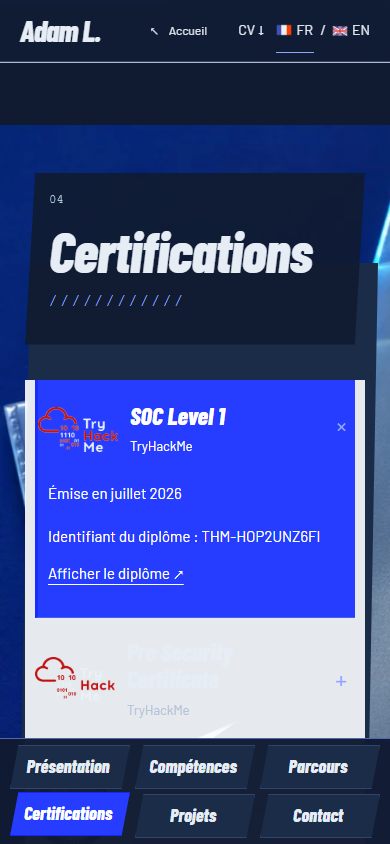 Adam L.
↖ Accueil
CV ↓
🇫🇷 FR / 🇬🇧 EN
04
Certifications
/ / / / / / / / / / / /
Try
Hack
Me
SOC Level 1
TryHackMe
×
Émise en juillet 2026
Identifiant du diplôme : THM-HOP2UNZ6FI
Afficher le diplôme ↗
Hack
Pre Security
Certificate
TryHackMe
+
Présentation
Compétences
Parcours
Certifications
Projets
Contact